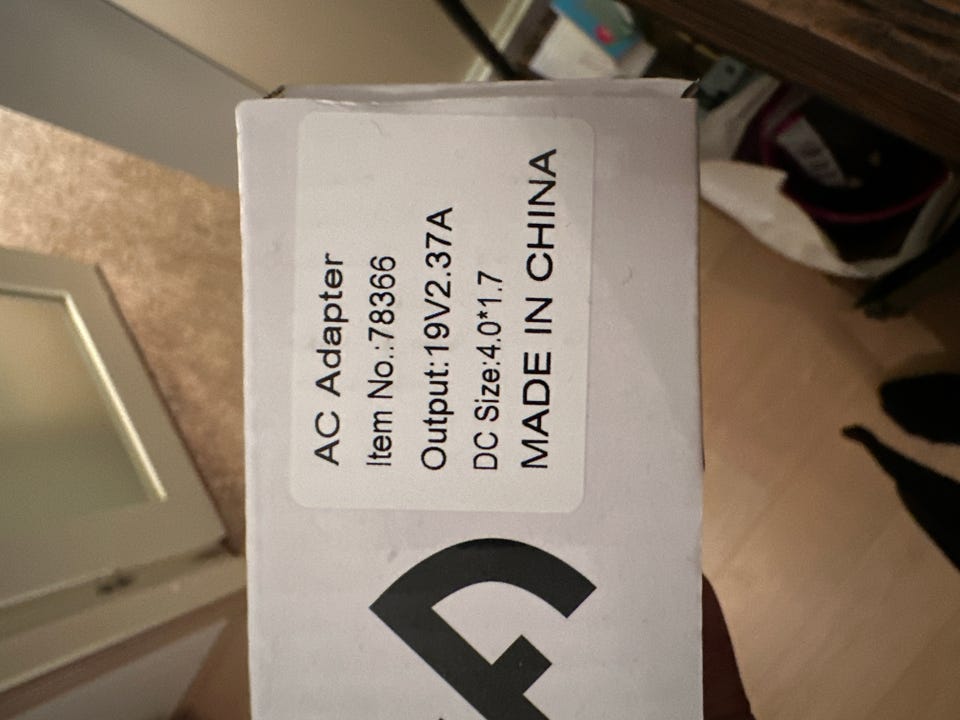 AC Adapter
Item No.:78366
Output:19V2.37A
DC Size:4.0*1.7
MADE IN CHINA